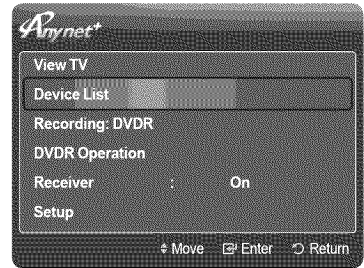 Anynet+
View TV
Device List
Recording: DVDR
DVDR Operation
Receiver : On
Setup
Move Enter Return